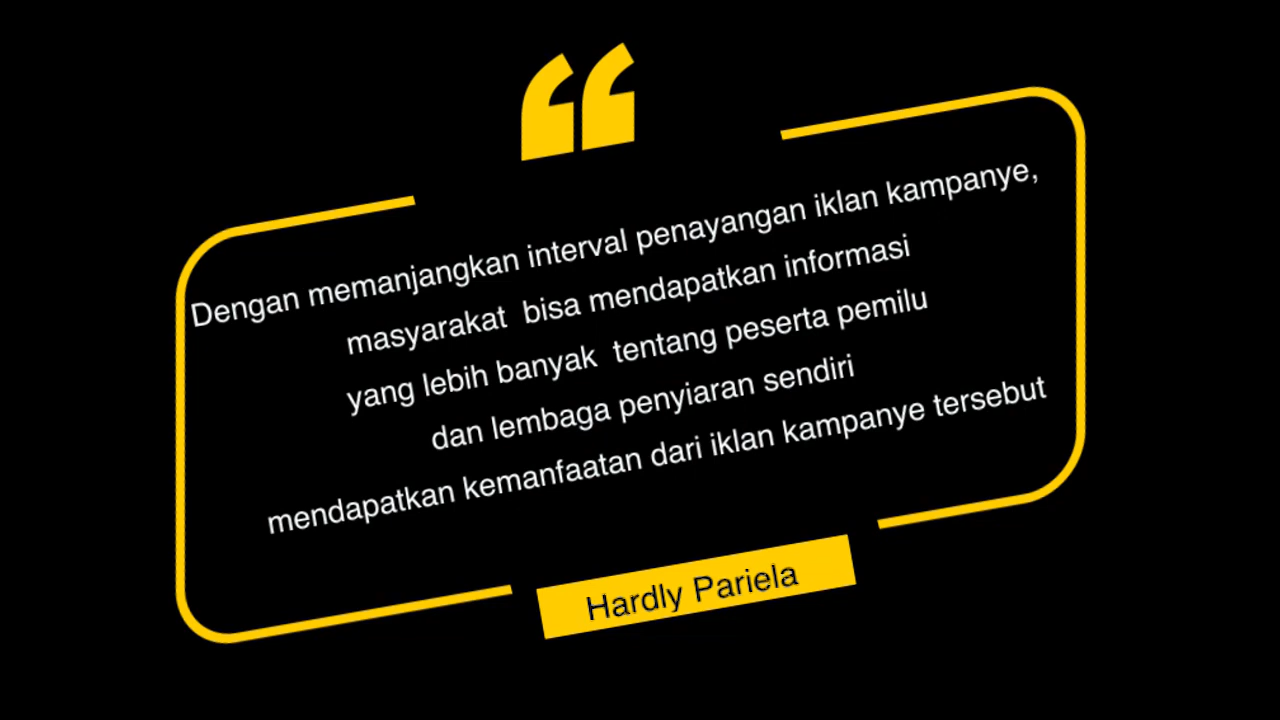 Dengan memanjangkan interval penayangan iklan kampanye,
masyarakat  bisa mendapatkan informasi
yang lebih banyak  tentang peserta pemilu
dan lembaga penyiaran sendiri
mendapatkan kemanfaatan dari iklan kampanye tersebut
Hardly Pariela